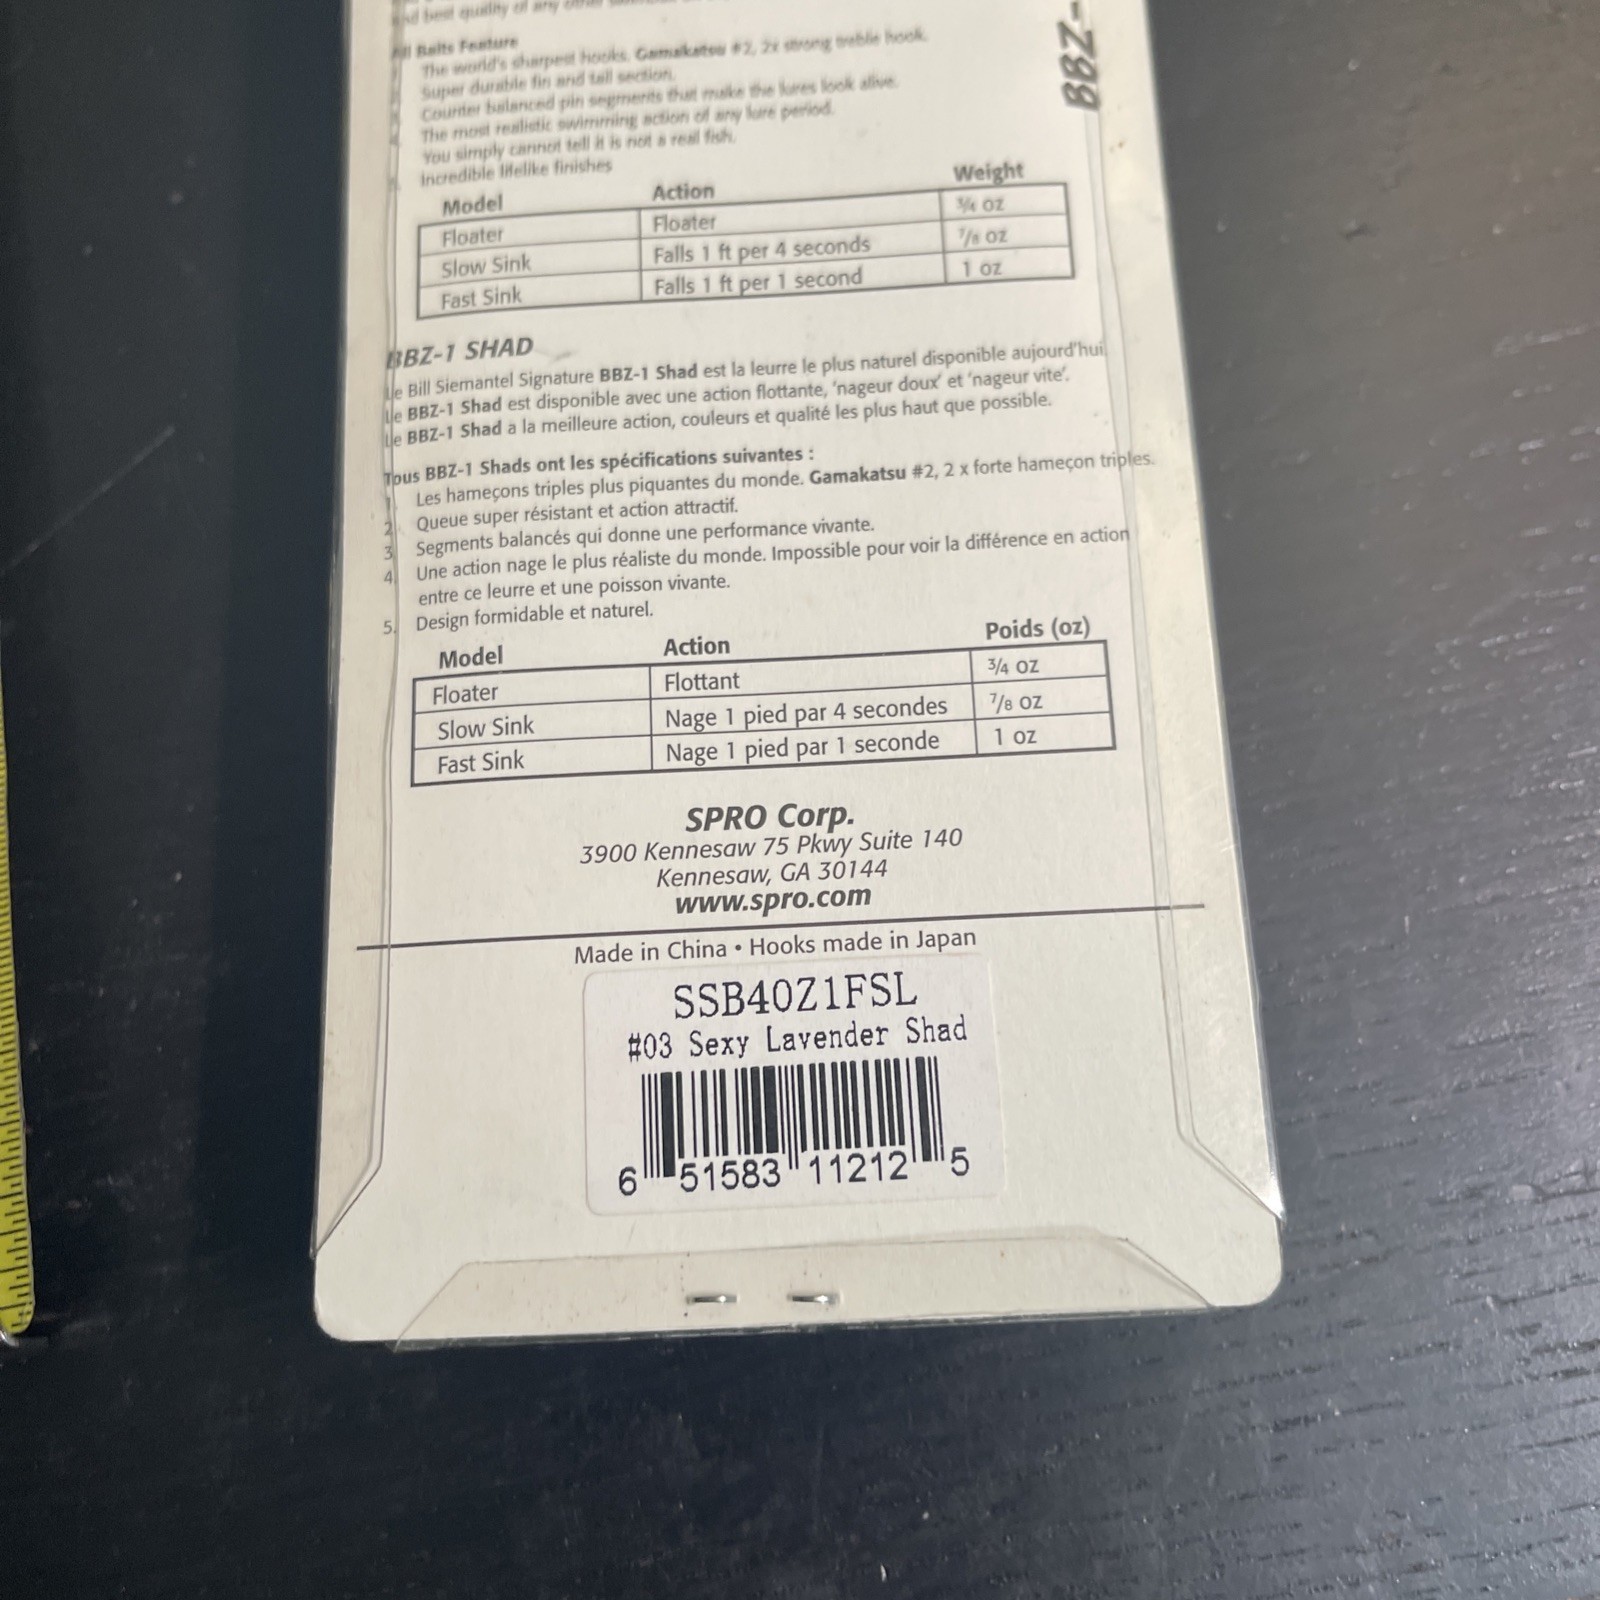 and best quality of any other
BBZ-
All Baits Feature
The world's sharpest hooks. Gamakatsu #2, 2x strong treble hook.
Super durable fin and tail section.
Counter balanced pin segments that make the lures look alive.
The most realistic swimming action of any lure period.
You simply cannot tell it is not a real fish.
Incredible lifelike finishes
Model Action Weight
Floater Floater 3/4 oz
Slow Sink Falls 1 ft per 4 seconds 7/8 oz
Fast Sink Falls 1 ft per 1 second 1 oz
BBZ-1 SHAD
Le Bill Siemantel Signature BBZ-1 Shad est la leurre le plus naturel disponible aujourd'hui
Le BBZ-1 Shad est disponible avec une action flottante, 'nageur doux' et 'nageur vite'.
Le BBZ-1 Shad a la meilleure action, couleurs et qualité les plus haut que possible.
Tous BBZ-1 Shads ont les spécifications suivantes :
1 Les hameçons triples plus piquantes du monde. Gamakatsu #2, 2 x forte hameçon triples.
2. Queue super résistant et action attractif.
3. Segments balancés qui donne une performance vivante.
4. Une action nage le plus réaliste du monde. Impossible pour voir la différence en action
entre ce leurre et une poisson vivante.
5. Design formidable et naturel.
Model Action Poids (oz)
Floater Flottant 3/4 oz
Slow Sink Nage 1 pied par 4 secondes 7/8 oz
Fast Sink Nage 1 pied par 1 seconde 1 oz
SPRO Corp.
3900 Kennesaw 75 Pkwy Suite 140
Kennesaw, GA 30144
www.spro.com
Made in China • Hooks made in Japan
SSB40Z1FSL
#03 Sexy Lavender Shad
6 51583 11212 5